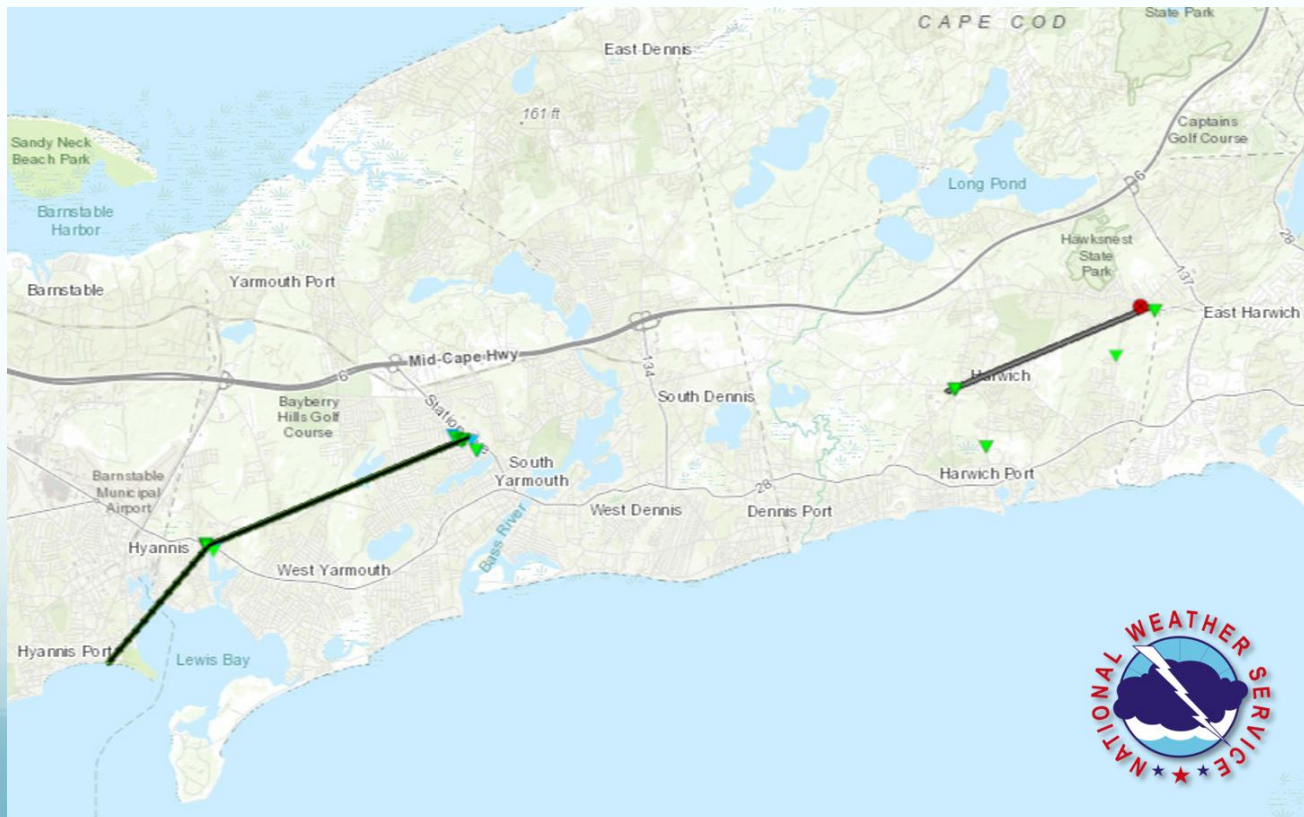 CAPE COD
State Park
East Dennis
161 ft
Captains
Golf Course
Sandy Neck
Beach Park
Long Pond
6
Barnstable
Harbor
28
Hawksnest
State
Park
137
Yarmouth Port
Barnstable
East Harwich
Mid-Cape Hwy
6
134
Harwich
Bayberry
Hills Golf
Course
South Dennis
South
Yarmouth
Harwich Port
Barnstable
Municipal
Airport
28
West Dennis
Dennis Port
Bass River
Hyannis
West Yarmouth
Hyannis Port
Lewis Bay
NATIONAL WEATHER SERVICE